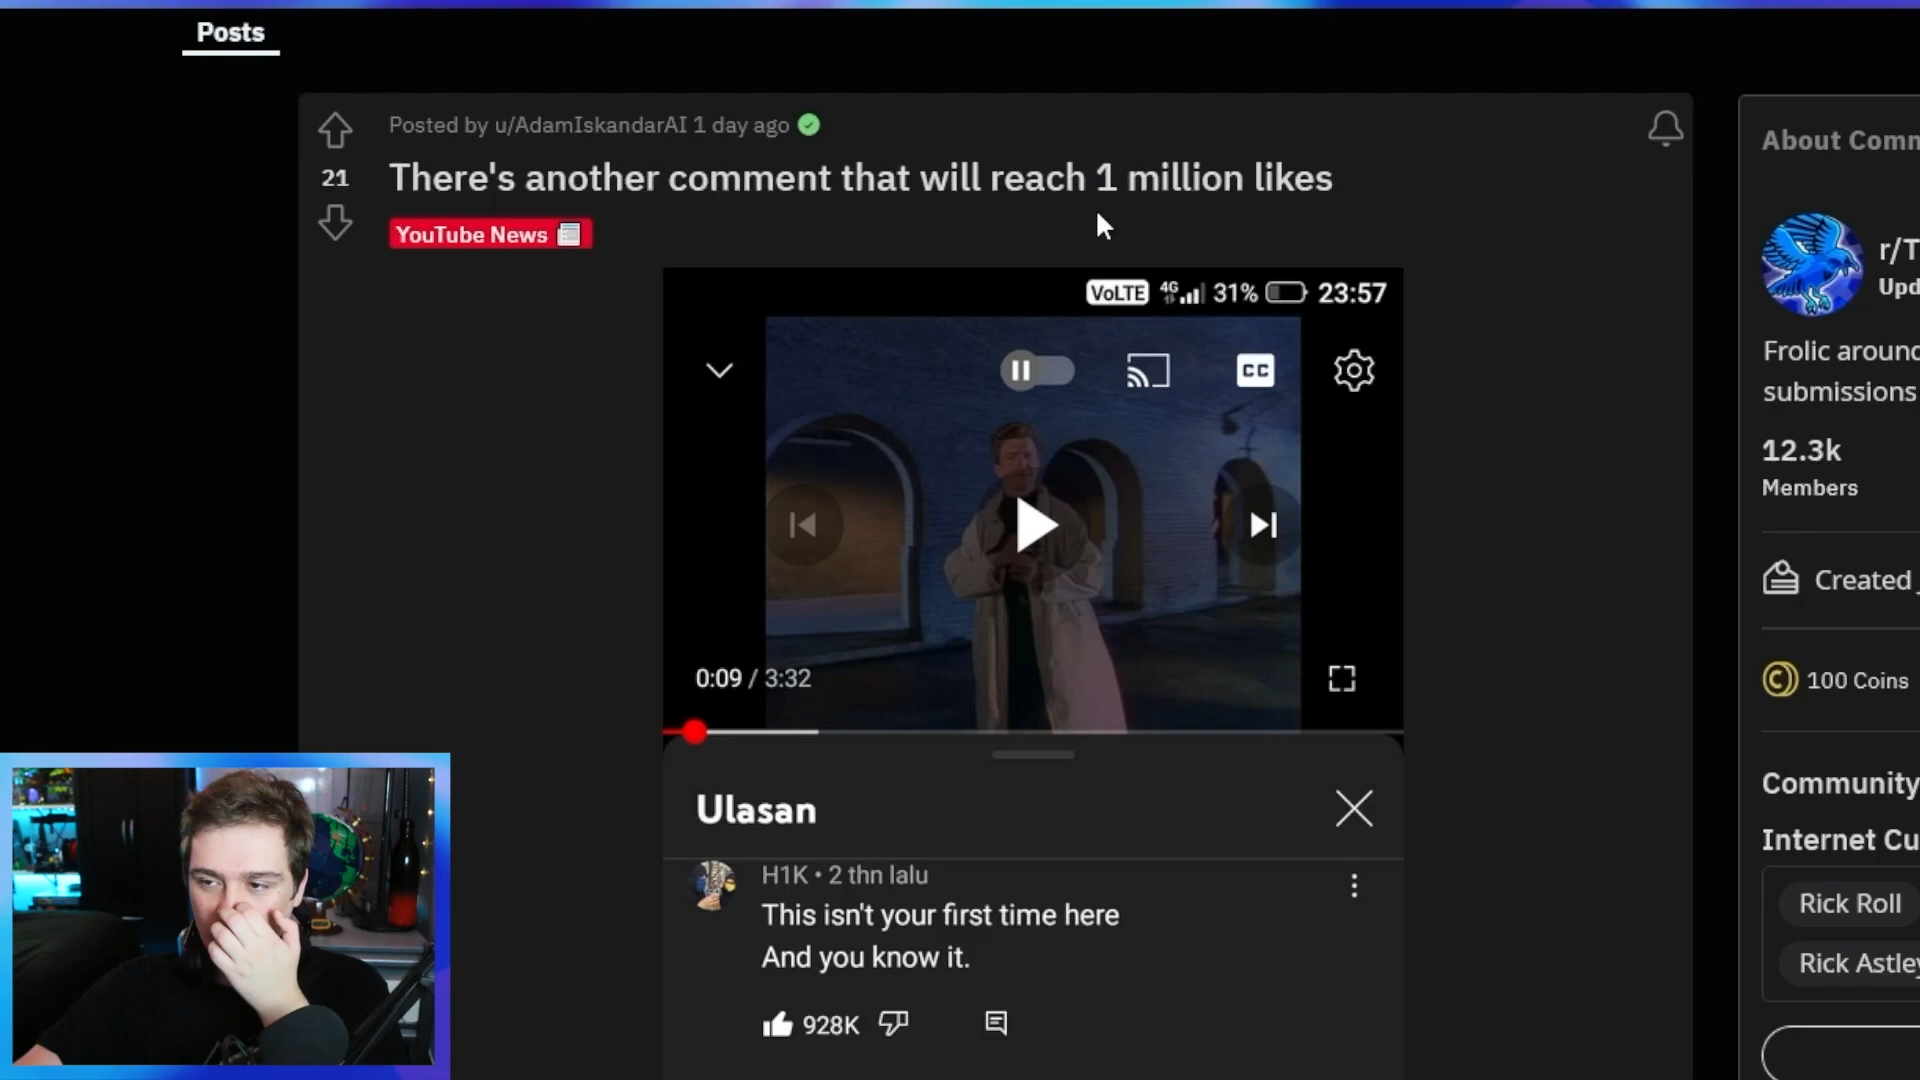 Posts
Posted by u/AdamIskandarAI 1 day ago
21
There's another comment that will reach 1 million likes
YouTube News
VoLTE 4G 31% 23:57
CC
0:09 / 3:32
Ulasan
H1K • 2 thn lalu
This isn't your first time here
And you know it.
928K
About Comm
r/T
Upd
Frolic around
submissions
12.3k
Members
Created
100 Coins
Community
Internet Cu
Rick Roll
Rick Astley